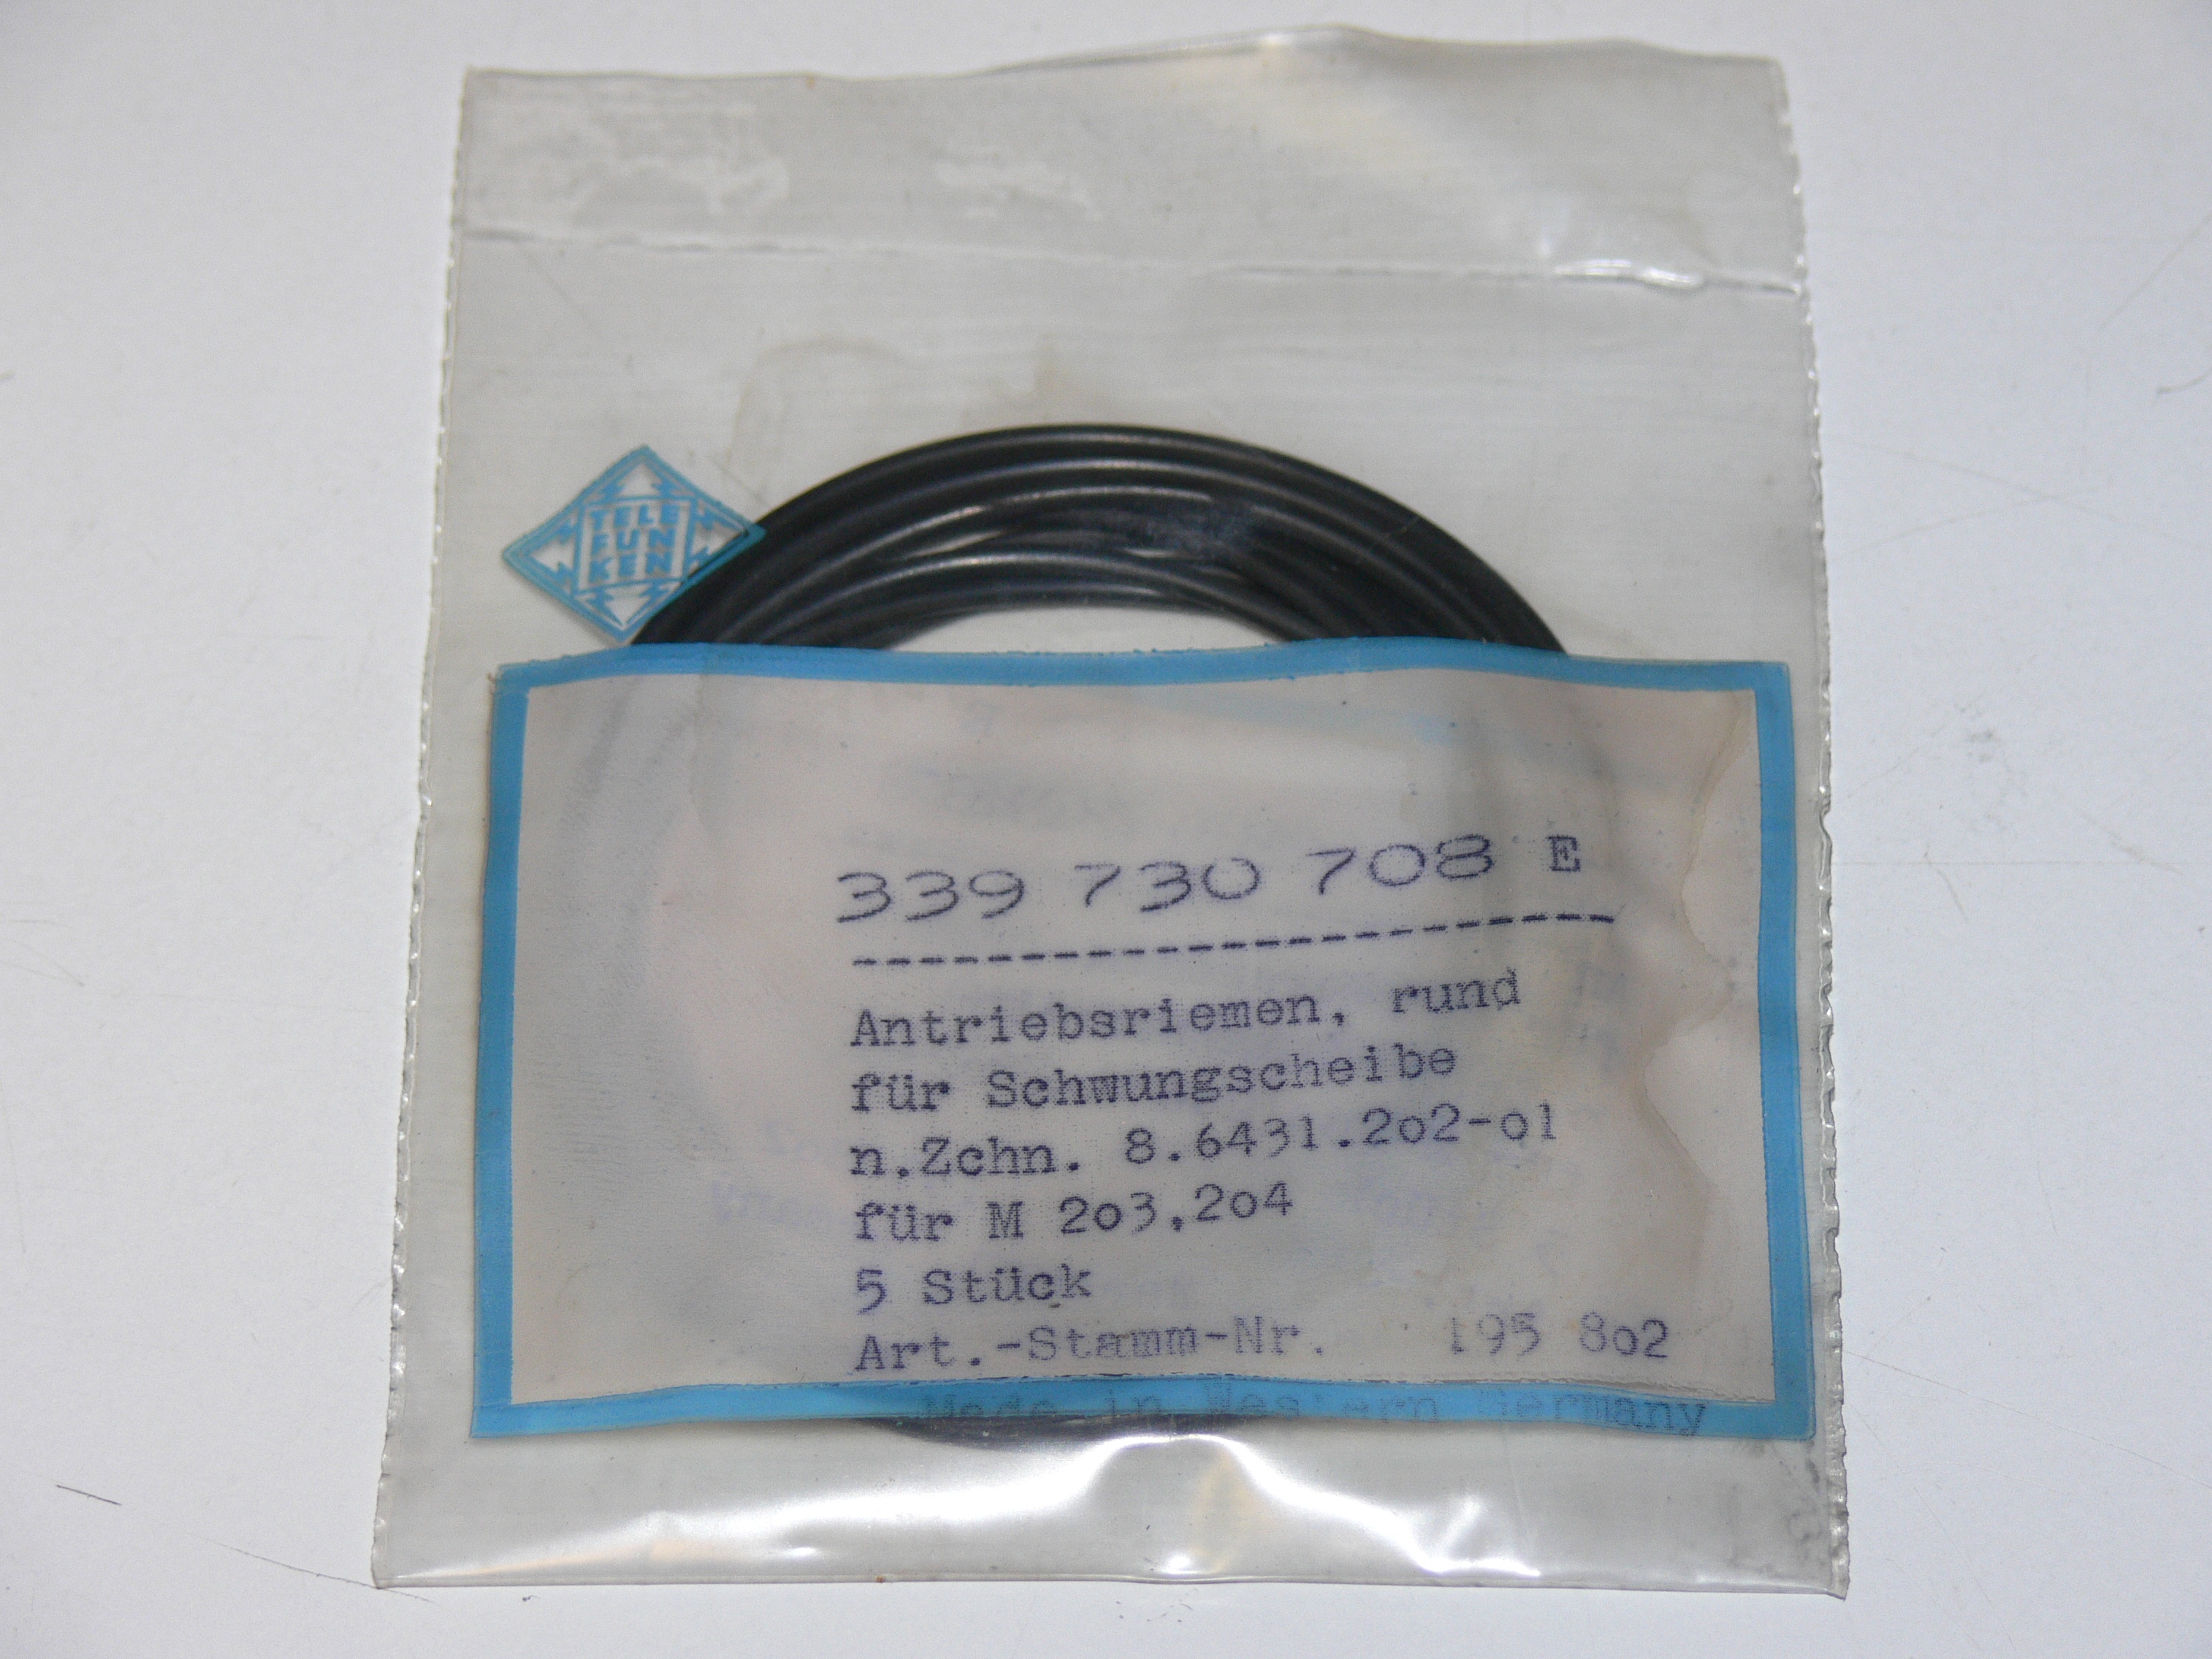 TELE
FUN
KEN
339 730 708 E
-----------------------
Antriebsriemen, rund
für Schwungscheibe
n.Zchn. 8.6431.2o2-o1
für M 2o3,2o4
5 Stück
Art.-Stamm-Nr. 195 8o2
Made in Western Germany